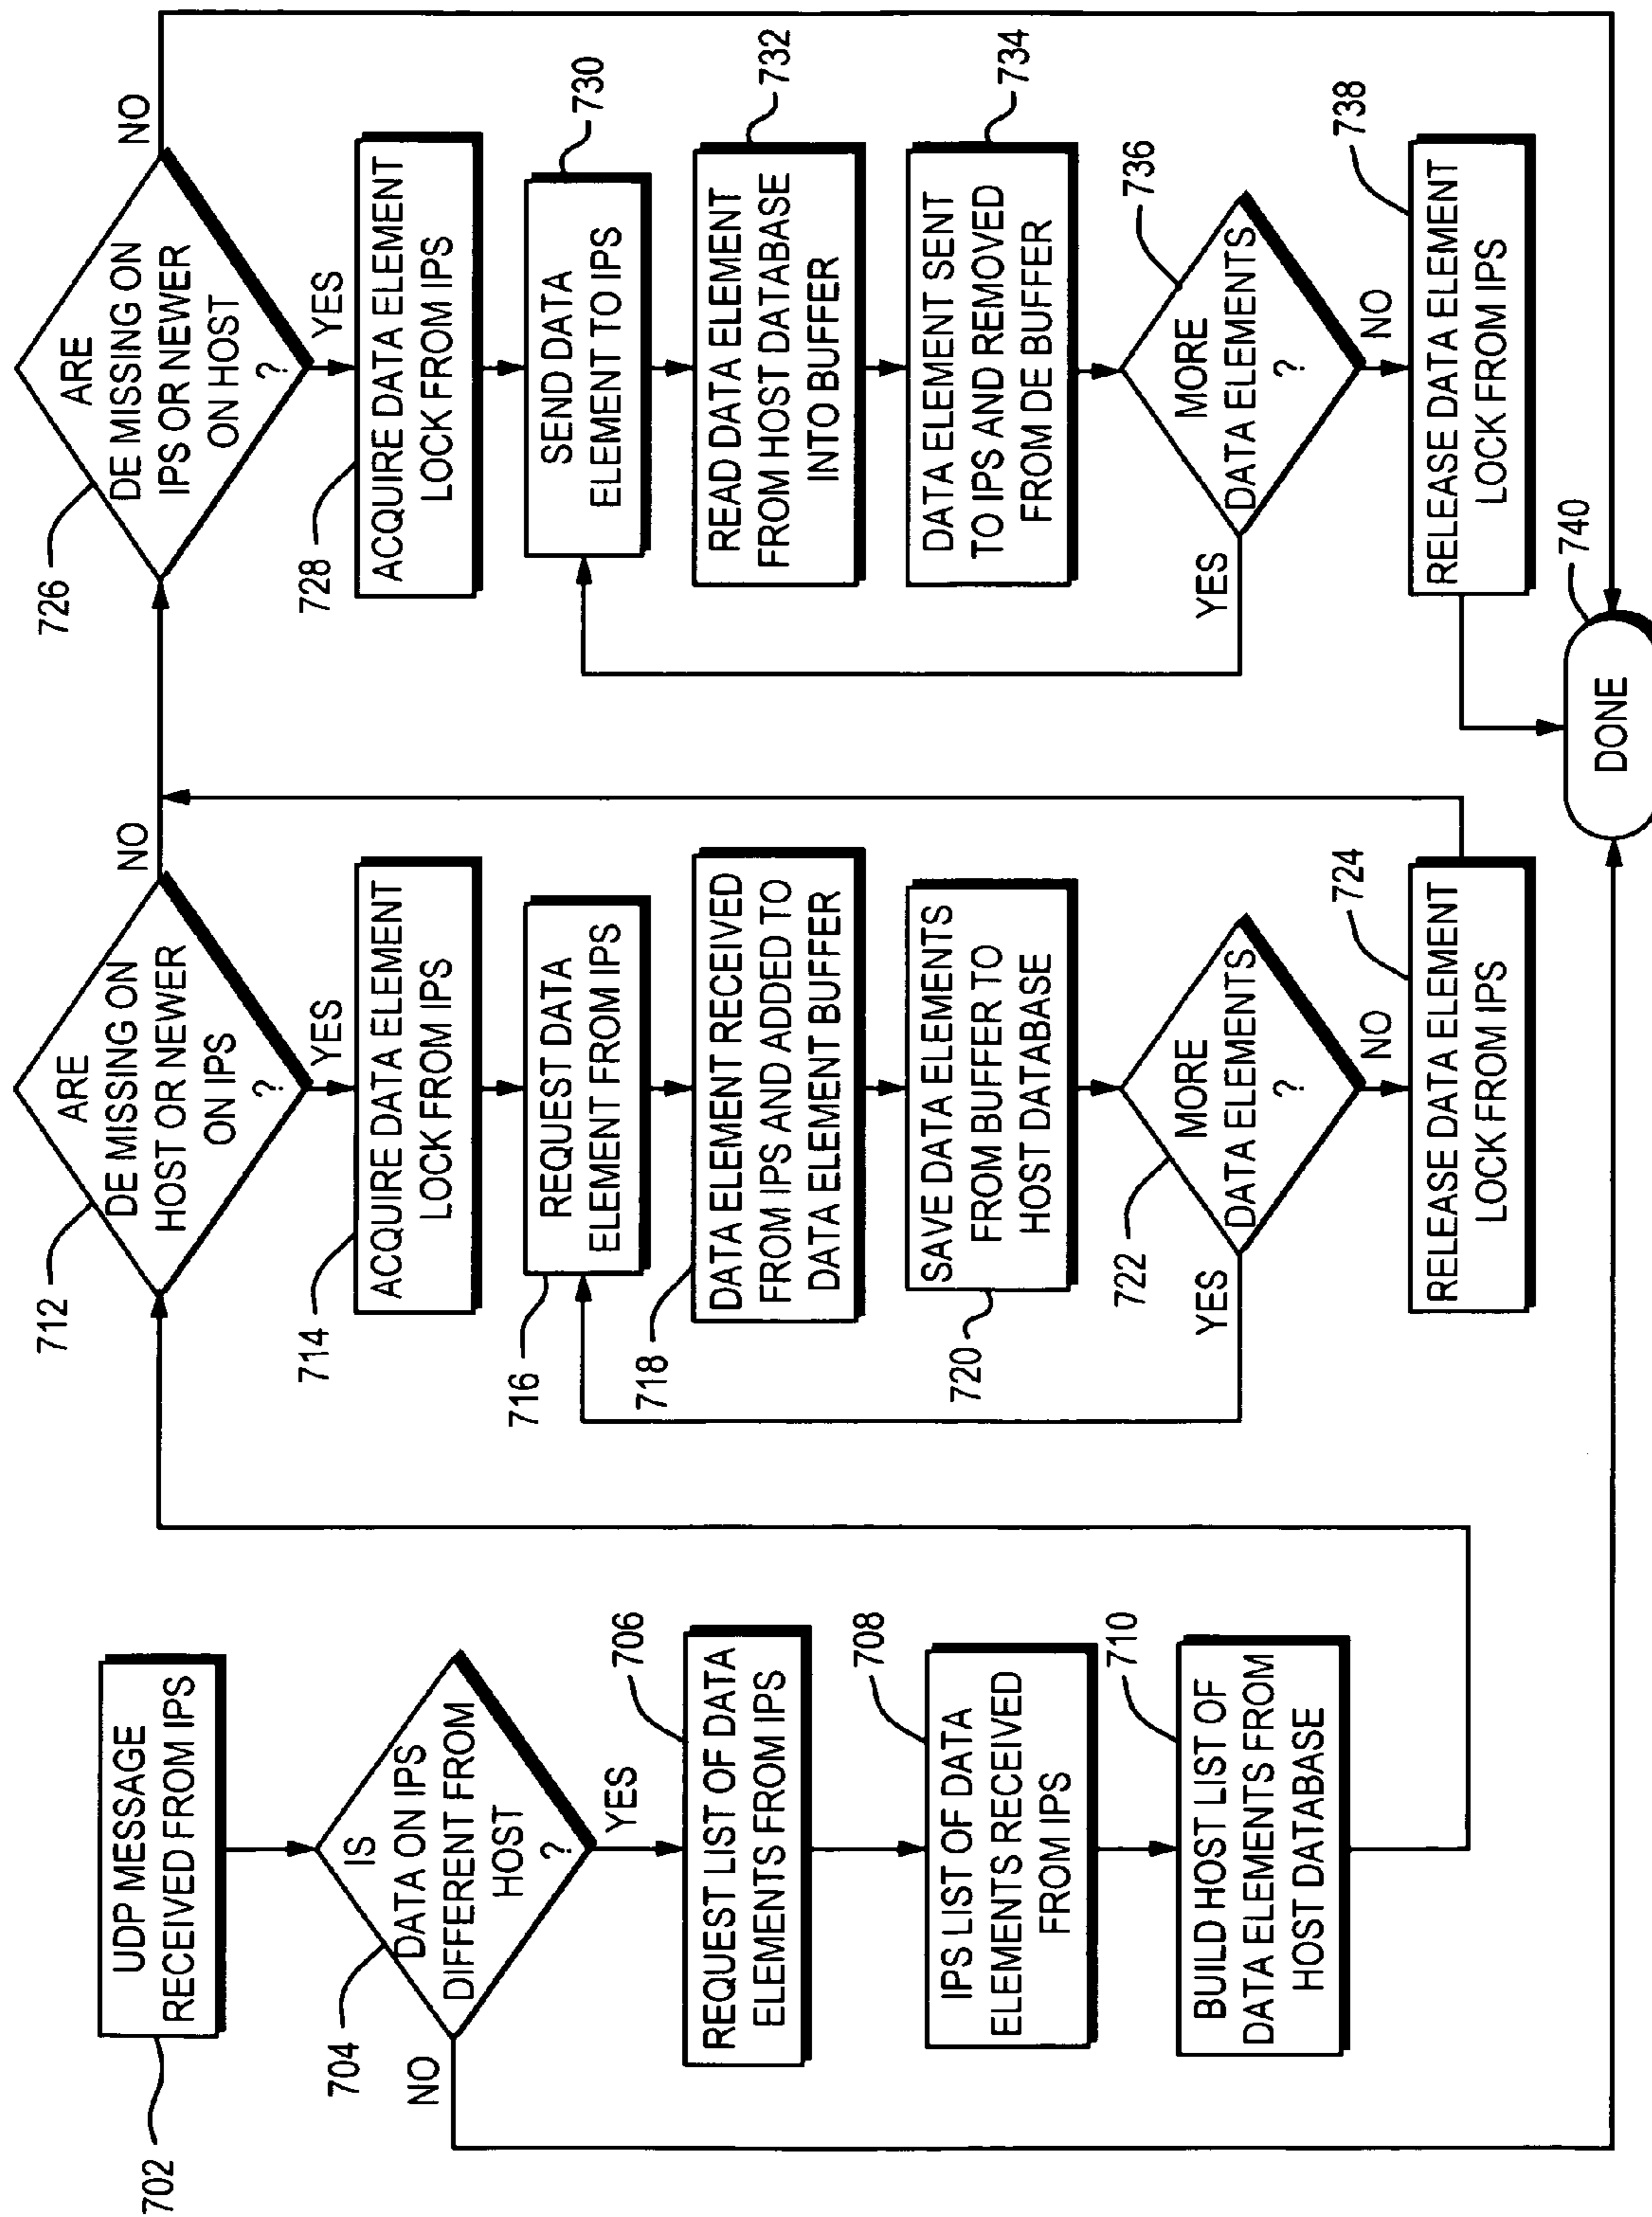 702
UDP MESSAGE
RECEIVED FROM IPS
704
IS
DATA ON IPS
DIFFERENT FROM
HOST
?
NO
YES
706
REQUEST LIST OF DATA
ELEMENTS FROM IPS
708
IPS LIST OF DATA
ELEMENTS RECEIVED
FROM IPS
710
BUILD HOST LIST OF
DATA ELEMENTS FROM
HOST DATABASE
712
ARE
DE MISSING ON
HOST OR NEWER
ON IPS
?
NO
YES
714
ACQUIRE DATA ELEMENT
LOCK FROM IPS
716
REQUEST DATA
ELEMENT FROM IPS
718
DATA ELEMENT RECEIVED
FROM IPS AND ADDED TO
DATA ELEMENT BUFFER
720
SAVE DATA ELEMENTS
FROM BUFFER TO
HOST DATABASE
722
MORE
DATA ELEMENTS
?
YES
NO
724
RELEASE DATA ELEMENT
LOCK FROM IPS
726
ARE
DE MISSING ON
IPS OR NEWER
ON HOST
?
NO
YES
728
ACQUIRE DATA ELEMENT
LOCK FROM IPS
730
SEND DATA
ELEMENT TO IPS
732
READ DATA ELEMENT
FROM HOST DATABASE
INTO BUFFER
734
DATA ELEMENT SENT
TO IPS AND REMOVED
FROM DE BUFFER
736
MORE
DATA ELEMENTS
?
YES
NO
738
RELEASE DATA ELEMENT
LOCK FROM IPS
740
DONE